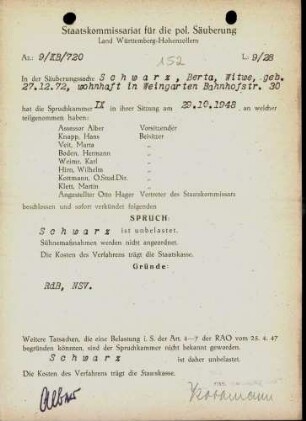 Staatskommissariat für die pol. Säuberung
Land Württemberg-Hohenzollern
Az: 9/KB/720
L: 9/28
152
In der Säuberungssache Schwarz, Berta, Witwe, geb.
27.12.72, wohnhaft in Weingarten Bahnhofstr. 30
hat die Spruchkammer IX in ihrer Sitzung am 29.10.1948, an welcher
teilgenommen haben:
Assessor Alber Vorsitzender
Knapp, Hans Beisitzer
Veit, Maria "
Boden, Hermann "
Weime, Karl "
Hirn, Wilhelm "
Kottmann, O.Stud.Dir. "
Klett, Martin "
Angestellter Otto Hager Vertreter des Staatskommissars
beschlossen und sofort verkündet folgenden
SPRUCH:
Schwarz ist unbelastet.
Sühnemaßnahmen werden nicht angeordnet.
Die Kosten des Verfahrens trägt die Staatskasse.
Gründe:
RdB, NSV.
Weitere Tatsachen, die eine Belastung i. S. der Art. 4—7 der RAO vom 25. 4. 47
begründen könnten, sind der Spruchkammer nicht bekannt geworden.
Schwarz ist daher unbelastet.
Die Kosten des Verfahrens trägt die Staatskasse.
Alber
Kottmann